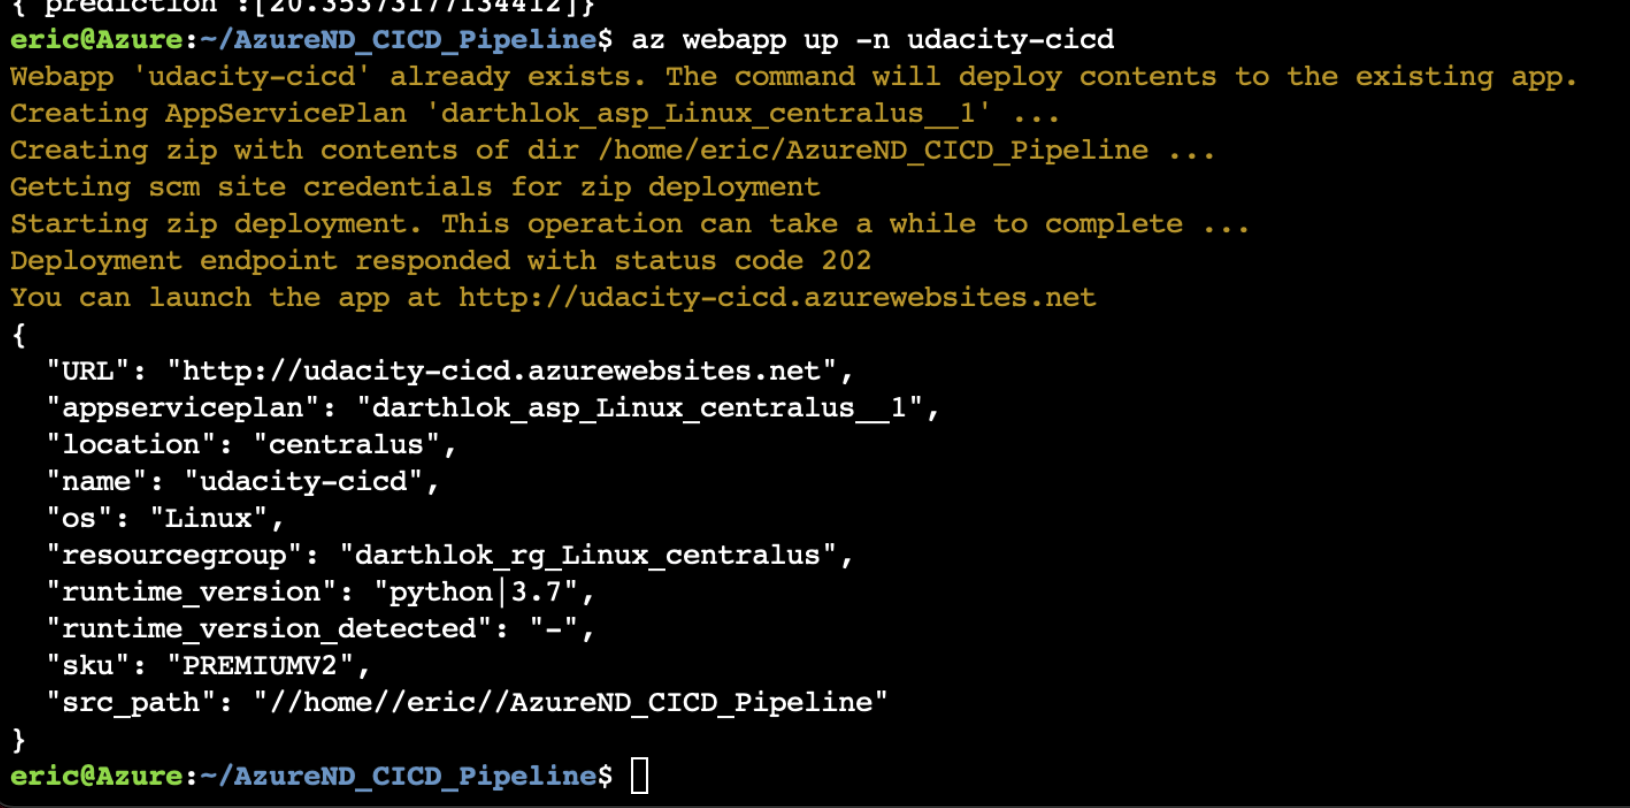 {"prediction":[20.35373177134412]}
eric@Azure:~/AzureND_CICD_Pipeline$ az webapp up -n udacity-cicd
Webapp 'udacity-cicd' already exists. The command will deploy contents to the existing app.
Creating AppServicePlan 'darthlok_asp_Linux_centralus__1' ...
Creating zip with contents of dir /home/eric/AzureND_CICD_Pipeline ...
Getting scm site credentials for zip deployment
Starting zip deployment. This operation can take a while to complete ...
Deployment endpoint responded with status code 202
You can launch the app at http://udacity-cicd.azurewebsites.net
{
  "URL": "http://udacity-cicd.azurewebsites.net",
  "appserviceplan": "darthlok_asp_Linux_centralus__1",
  "location": "centralus",
  "name": "udacity-cicd",
  "os": "Linux",
  "resourcegroup": "darthlok_rg_Linux_centralus",
  "runtime_version": "python|3.7",
  "runtime_version_detected": "-",
  "sku": "PREMIUMV2",
  "src_path": "//home//eric//AzureND_CICD_Pipeline"
}
eric@Azure:~/AzureND_CICD_Pipeline$